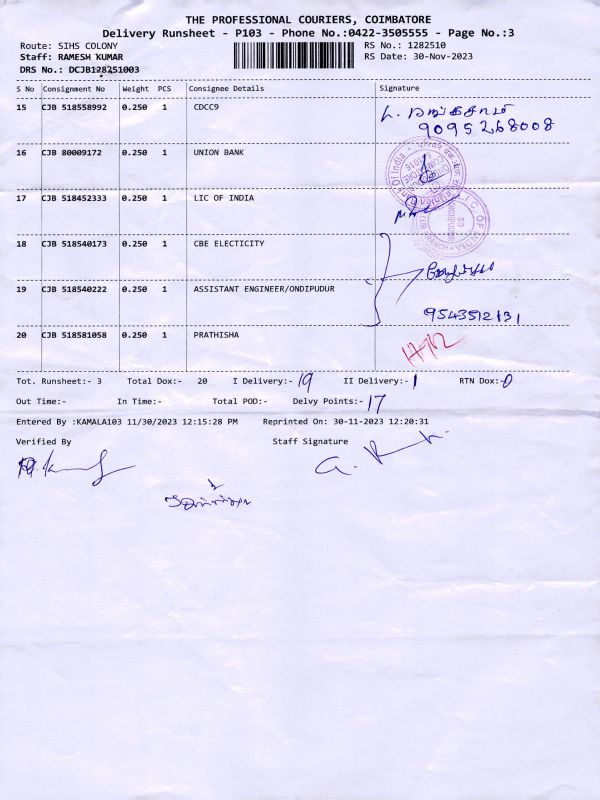 THE PROFESSIONAL COURIERS, COIMBATORE
Delivery Runsheet - P103 - Phone No.:0422-3505555 - Page No.:3
Route: SIHS COLONY RS No.: 1282510
Staff: RAMESH KUMAR RS Date: 30-Nov-2023
DRS No.: DCJB128251003
S No Consignment No Weight PCS Consignee Details Signature
15 CJB 518558992 0.250 1 CDCC9
9095268008
16 CJB 80009172 0.250 1 UNION BANK
17 CJB 518452333 0.250 1 LIC OF INDIA
18 CJB 518540173 0.250 1 CBE ELECTICITY
19 CJB 518540222 0.250 1 ASSISTANT ENGINEER/ONDIPUDUR
9543512131
20 CJB 518581058 0.250 1 PRATHISHA
Tot. Runsheet:- 3 Total Dox:- 20 I Delivery:- 19 II Delivery:- 1 RTN Dox:-0
Out Time:- In Time:- Total POD:- Delvy Points:- 17
Entered By :KAMALA103 11/30/2023 12:15:28 PM Reprinted On: 30-11-2023 12:20:31
Verified By Staff Signature